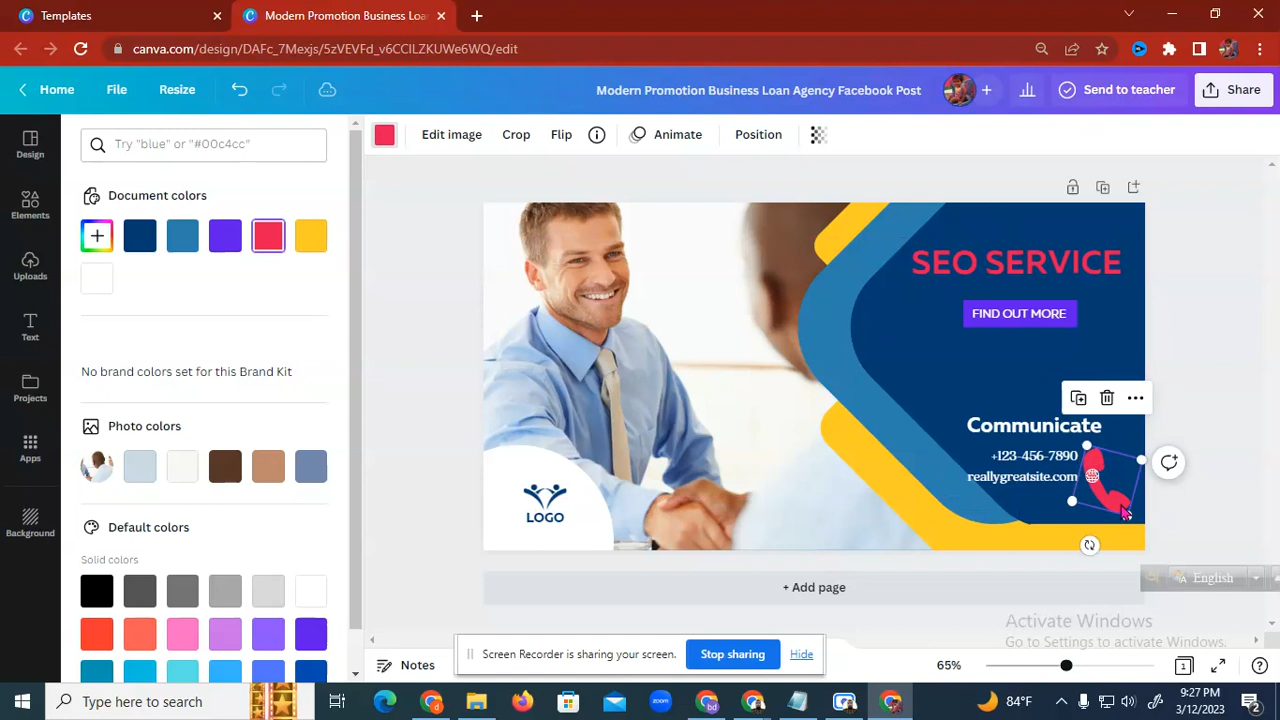 Templates
Modern Promotion Business Loan
canva.com/design/DAFc_7Mexjs/5zVEVFd_v6CCILZKUWe6WQ/edit
Home
File
Resize
Modern Promotion Business Loan Agency Facebook Post
Send to teacher
Share
Design
Elements
Uploads
Text
Projects
Apps
Background
Try "blue" or "#00c4cc"
Document colors
No brand colors set for this Brand Kit
Photo colors
Default colors
Solid colors
Edit image
Crop
Flip
Animate
Position
SEO SERVICE
FIND OUT MORE
Communicate
+123-456-7890
reallygreatsite.com
LOGO
+ Add page
English
Activate Windows
Go to Settings to activate Windows.
Screen Recorder is sharing your screen.
Stop sharing
Hide
Notes
65%
1
Type here to search
84°F
9:27 PM
3/12/2023
2